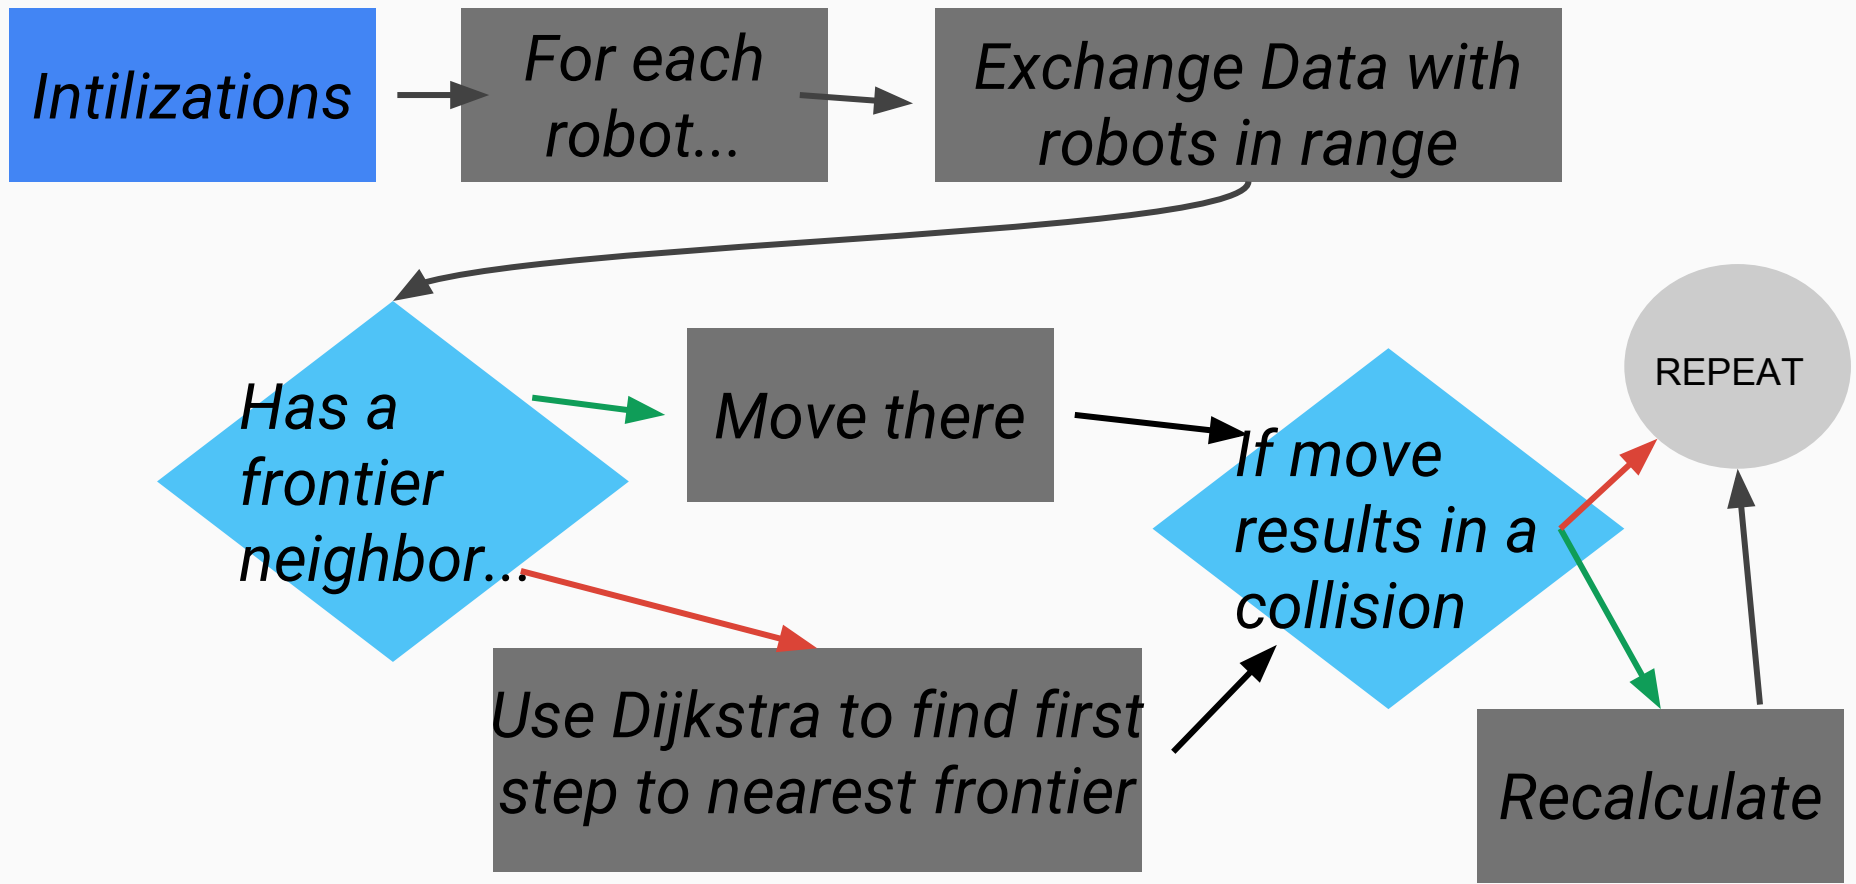 Intilizations
For each
robot...
Exchange Data with
robots in range
Has a
frontier
neighbor...
Move there
If move
results in a
collision
REPEAT
Use Dijkstra to find first
step to nearest frontier
Recalculate